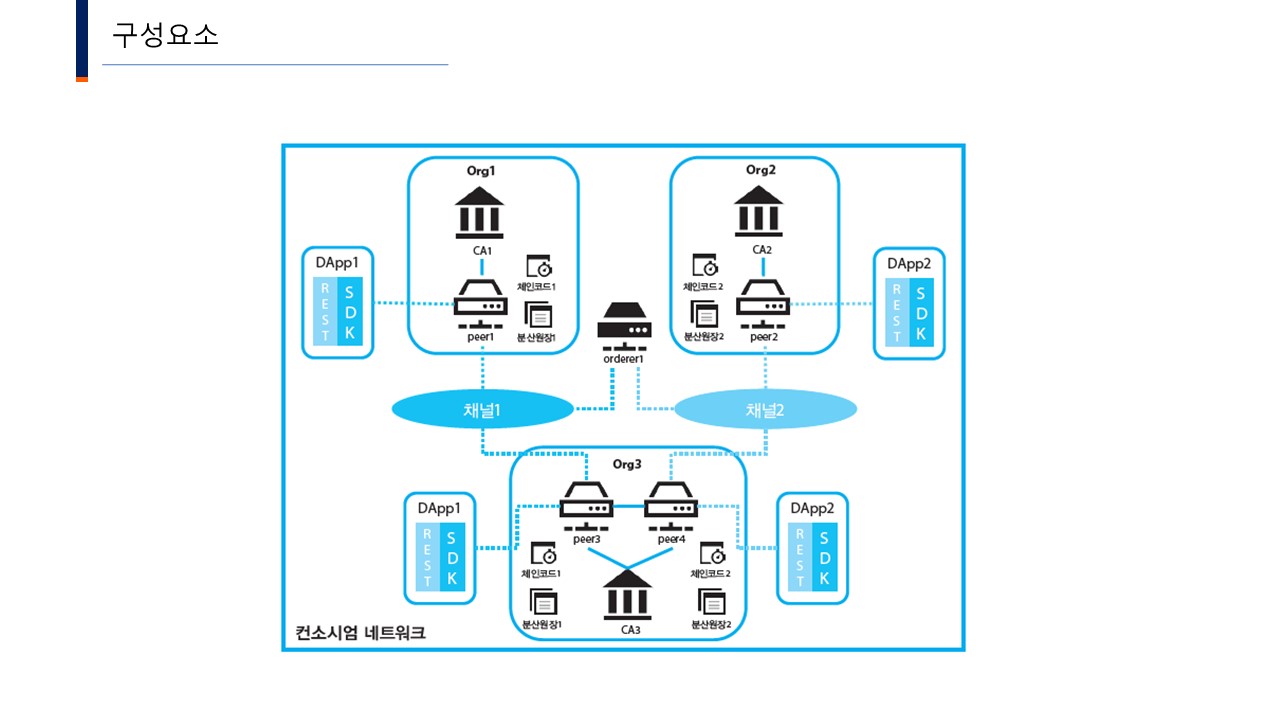 구성요소
Org1
CA1
체인코드1
peer1
분산원장1
Org2
CA2
체인코드2
분산원장2
peer2
DApp1
REST
SDK
DApp2
REST
SDK
orderer1
채널1
채널2
Org3
peer3
peer4
체인코드1
체인코드2
분산원장1
분산원장2
CA3
DApp1
REST
SDK
DApp2
REST
SDK
컨소시엄 네트워크